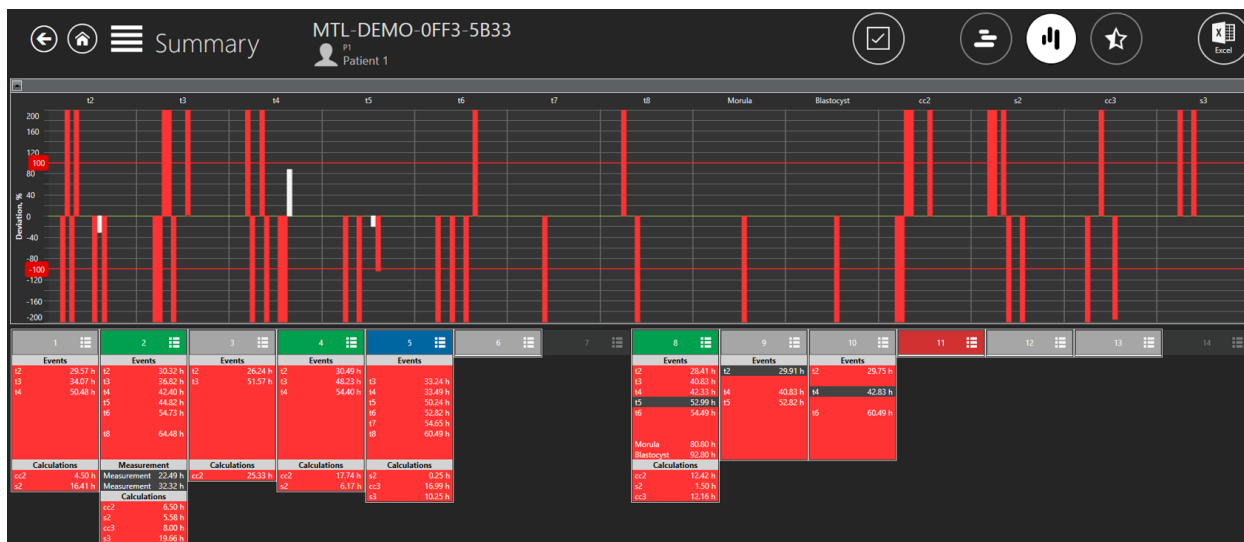 Summary
MTL-DEMO-0FF3-5B33
P1
Patient 1
Excel
t2 t3 t4 t5 t6 t7 t8 Morula Blastocyst cc2 s2 cc3 s3
Deviation, %
200
160
120
100
80
40
0
-40
-80
-100
-120
-160
-200
1 2 3 4 5 6 7 8 9 10 11 12 13 14
Events
t2 29.57 h
t3 34.07 h
t4 50.48 h
Calculations
cc2 4.50 h
s2 16.41 h
Events
t2 30.32 h
t3 36.82 h
t4 42.40 h
t5 44.82 h
t6 54.73 h
t8 64.48 h
Measurement
Measurement 22.49 h
Measurement 32.32 h
Calculations
cc2 6.50 h
s2 5.58 h
cc3 8.00 h
s3 19.66 h
Events
t2 26.24 h
t3 51.57 h
Calculations
cc2 25.33 h
Events
t2 30.49 h
t3 48.23 h
t4 54.40 h
Calculations
cc2 17.74 h
s2 6.17 h
Events
t3 33.24 h
t4 33.49 h
t5 50.24 h
t6 52.82 h
t7 54.65 h
t8 60.49 h
Calculations
s2 0.25 h
cc3 16.99 h
s3 10.25 h
Events
t2 28.41 h
t3 40.83 h
t4 42.33 h
t5 52.99 h
t6 54.49 h
Morula 80.80 h
Blastocyst 92.80 h
Calculations
cc2 12.42 h
s2 1.59 h
cc3 12.16 h
Events
t2 29.91 h
t4 40.83 h
t5 52.82 h
Events
t2 29.75 h
t4 42.83 h
t6 60.49 h